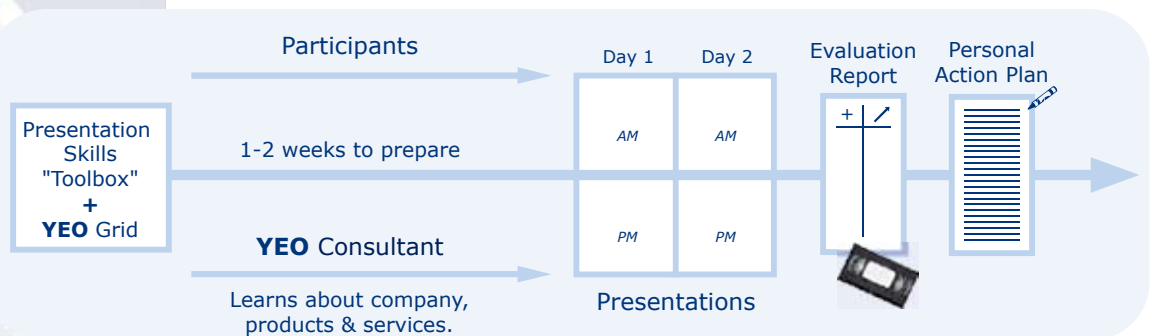 Presentation
Skills
"Toolbox"
+
YEO Grid
Participants
1-2 weeks to prepare
YEO Consultant
Learns about company,
products & services.
Day 1
Day 2
AM
AM
PM
PM
Presentations
Evaluation
Report
+
Personal
Action Plan